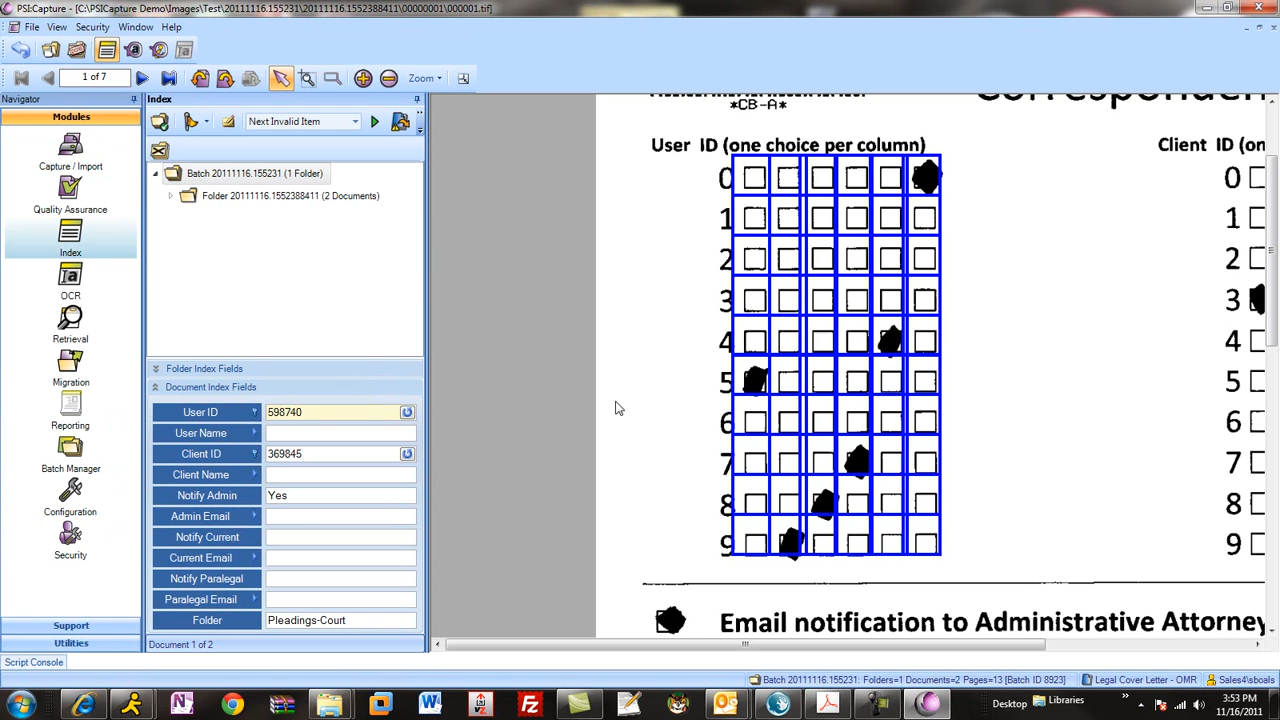 PSI:Capture - [C:\PSICapture Demo\Images\Test\20111116.155231\20111116.1552388411\00000001\000001.tif]
File View Security Window Help
1 of 7 Zoom
Navigator
Modules
Capture / Import
Quality Assurance
Index
OCR
Retrieval
Migration
Reporting
Batch Manager
Configuration
Security
Support
Utilities
Script Console
Index
Next Invalid Item
Batch 20111116.155231 (1 Folder)
Folder 20111116.1552388411 (2 Documents)
Folder Index Fields
Document Index Fields
User ID 598740
User Name
Client ID 369845
Client Name
Notify Admin Yes
Admin Email
Notify Current
Current Email
Notify Paralegal
Paralegal Email
Folder Pleadings-Court
Document 1 of 2
*CB-A*
User ID (one choice per column)
0
1
2
3
4
5
6
7
8
9
Client ID (on
0
1
2
3
4
5
6
7
8
9
Email notification to Administrative Attorney
Batch 20111116.155231: Folders=1 Documents=2 Pages=13 [Batch ID 8923] Legal Cover Letter - OMR Sales4\sboals
Desktop Libraries 3:53 PM
11/16/2011